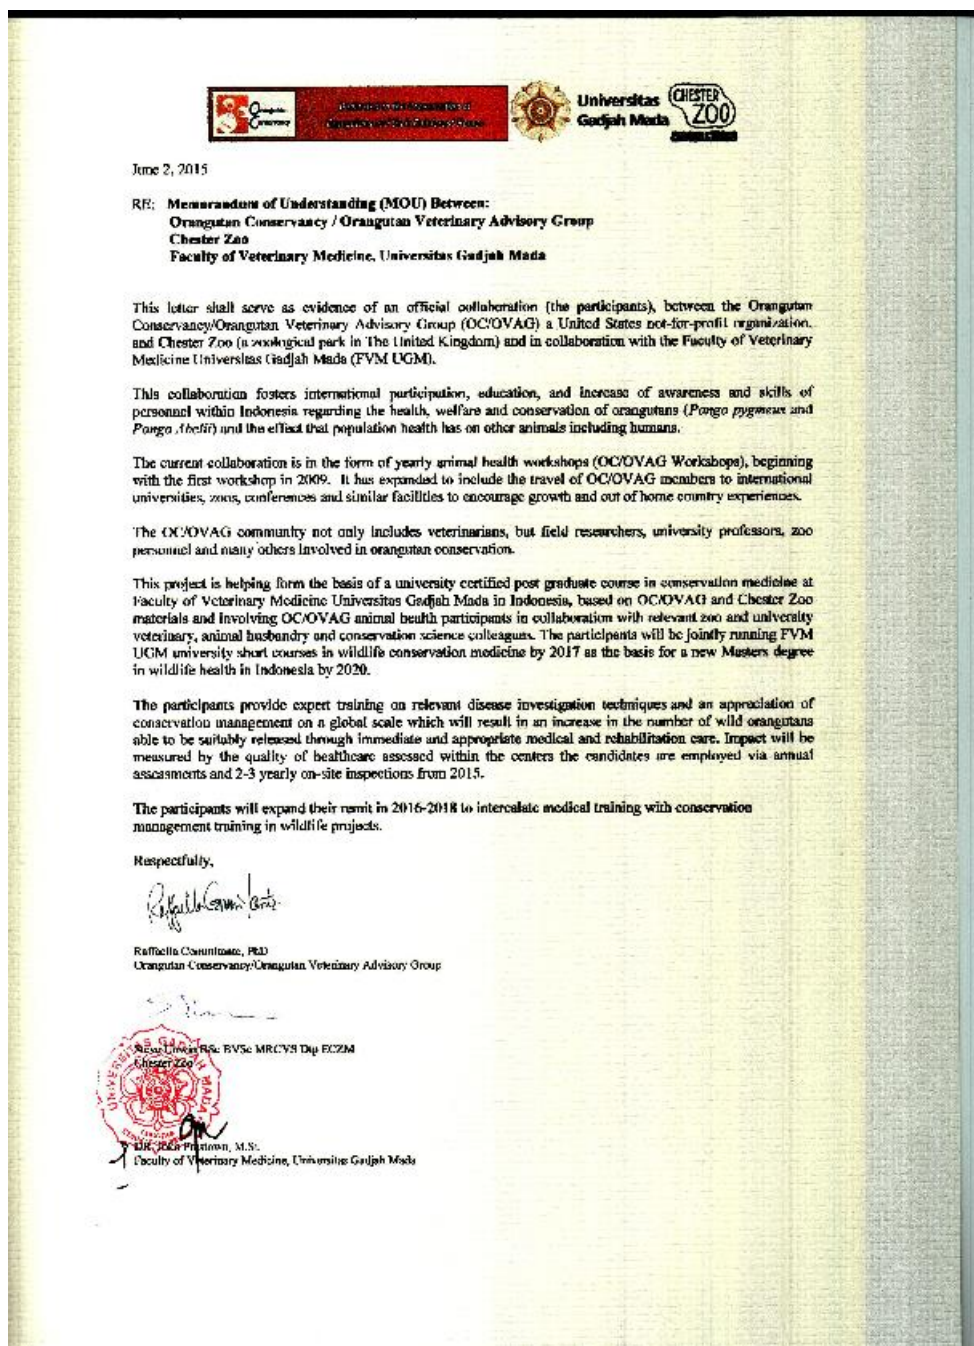 Orangutan
Conservancy
Universitas
Gadjah Mada
CHESTER
ZOO
June 2, 2015
RE: Memorandum of Understanding (MOU) Between:
Orangutan Conservancy / Orangutan Veterinary Advisory Group
Chester Zoo
Faculty of Veterinary Medicine, Universitas Gadjah Mada
This letter shall serve as evidence of an official collaboration (the participants), between the Orangutan
Conservancy/Orangutan Veterinary Advisory Group (OC/OVAG) a United States not-for-profit organization,
and Chester Zoo (a zoological park in The United Kingdom) and in collaboration with the Faculty of Veterinary
Medicine Universitas Gadjah Mada (FVM UGM).
This collaboration fosters international participation, education, and increase of awareness and skills of
personnel within Indonesia regarding the health, welfare and conservation of orangutans (Pongo pygmeus and
Pongo Abelii) and the effect that population health has on other animals including humans.
The current collaboration is in the form of yearly animal health workshops (OC/OVAG Workshops), beginning
with the first workshop in 2009. It has expanded to include the travel of OC/OVAG members to international
universities, zoos, conferences and similar facilities to encourage growth and out of home country experiences.
The OC/OVAG community not only includes veterinarians, but field researchers, university professors, zoo
personnel and many others involved in orangutan conservation.
This project is helping form the basis of a university certified post graduate course in conservation medicine at
Faculty of Veterinary Medicine Universitas Gadjah Mada in Indonesia, based on OC/OVAG and Chester Zoo
materials and involving OC/OVAG animal health participants in collaboration with relevant zoo and university
veterinary, animal husbandry and conservation science colleagues. The participants will be jointly running FVM
UGM university short courses in wildlife conservation medicine by 2017 as the basis for a new Masters degree
in wildlife health in Indonesia by 2020.
The participants provide expert training on relevant disease investigation techniques and an appreciation of
conservation management on a global scale which will result in an increase in the number of wild orangutans
able to be suitably released through immediate and appropriate medical and rehabilitation care. Impact will be
measured by the quality of healthcare assessed within the centers the candidates are employed via annual
assessments and 2-3 yearly on-site inspections from 2015.
The participants will expand their remit in 2016-2018 to intercalate medical training with conservation
management training in wildlife projects.
Respectfully,
Raffaella Commitante, PhD
Orangutan Conservancy/Orangutan Veterinary Advisory Group
Steve Unwin BSc BVSc MRCVS Dip ECZM
Chester Zoo
UNIVERSITAS GADJAH MADA
DR. Joko Prastowo, M.Si.
Faculty of Veterinary Medicine, Universitas Gadjah Mada